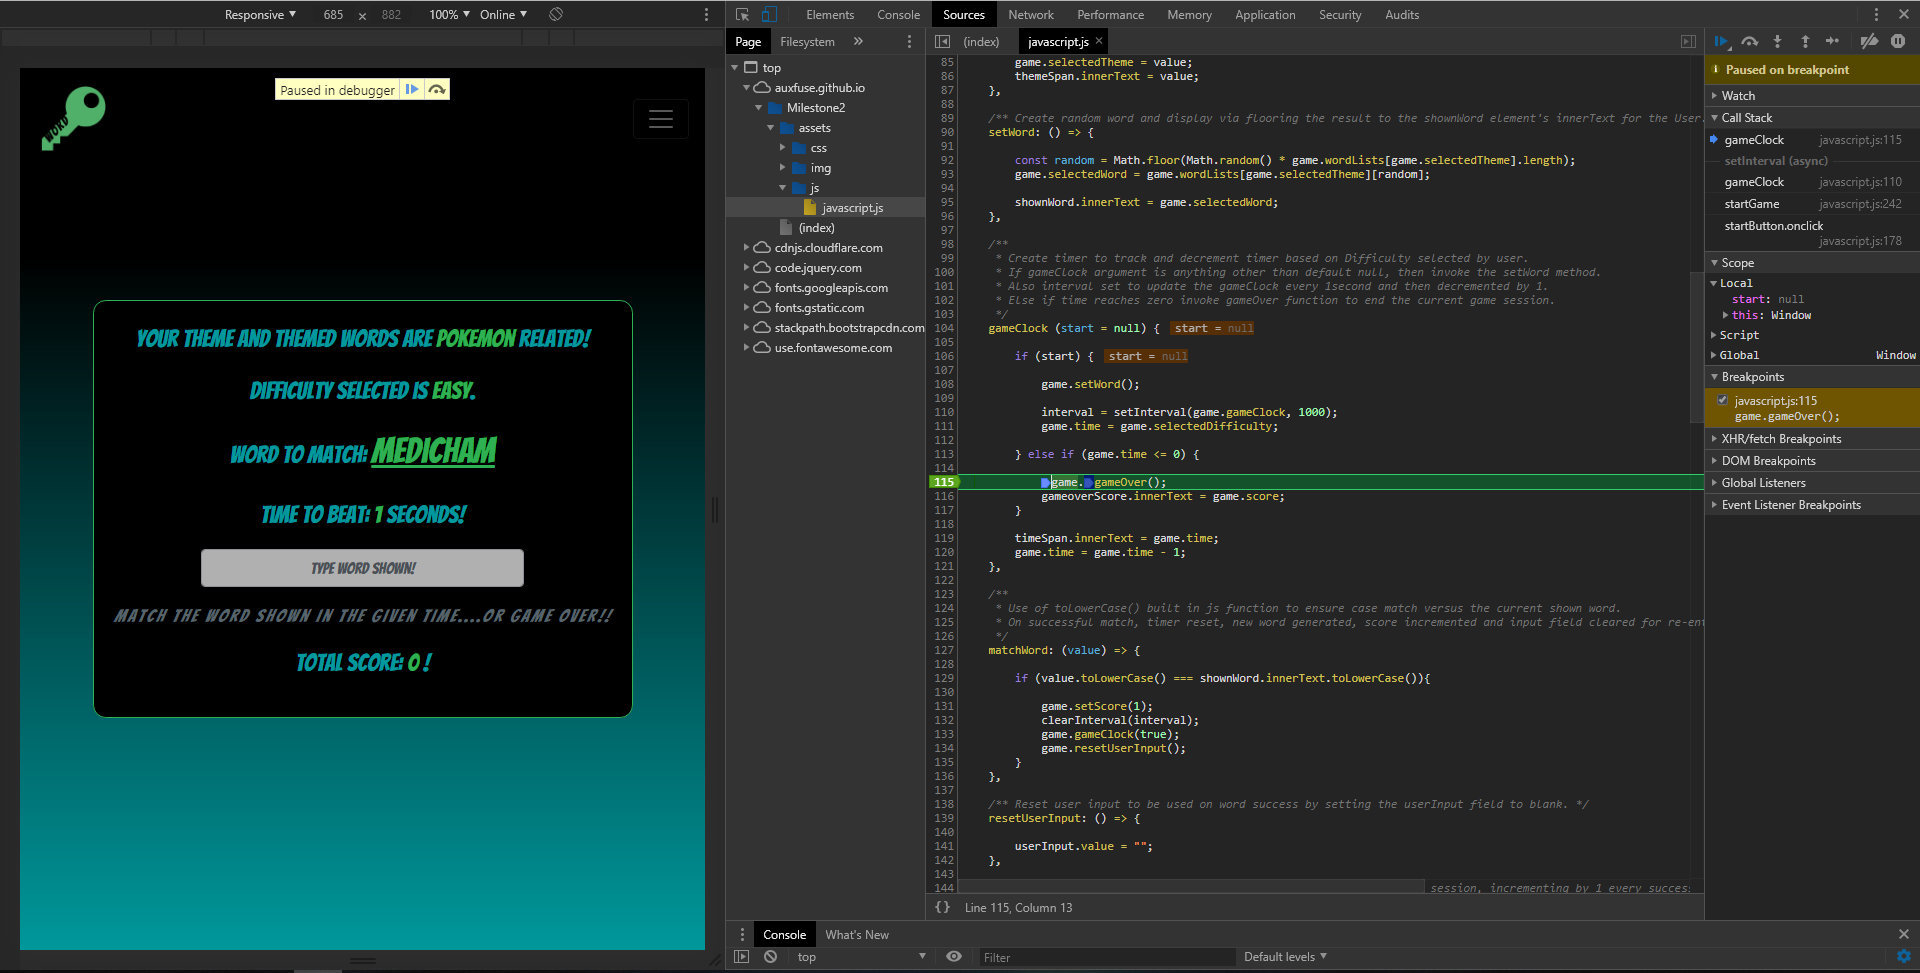 Responsive ▼ 685 × 882 100% ▼ Online ▼
WORD
Paused in debugger
YOUR THEME AND THEMED WORDS ARE POKEMON RELATED!
DIFFICULTY SELECTED IS EASY.
WORD TO MATCH: MEDICHAM
TIME TO BEAT: 1 SECONDS!
TYPE WORD SHOWN!
MATCH THE WORD SHOWN IN THE GIVEN TIME....OR GAME OVER!!
TOTAL SCORE: 0 !
Elements Console Sources Network Performance Memory Application Security Audits
Page Filesystem »
top
auxfuse.github.io
Milestone2
assets
css
img
js
javascript.js
(index)
cdnjs.cloudflare.com
code.jquery.com
fonts.googleapis.com
fonts.gstatic.com
stackpath.bootstrapcdn.com
use.fontawesome.com
(index) javascript.js ×
85 game.selectedTheme = value;
86 themeSpan.innerText = value;
87 },
88
89 /** Create random word and display via flooring the result to the shownWord element's innerText for the User.
90 setWord: () => {
91
92 const random = Math.floor(Math.random() * game.wordLists[game.selectedTheme].length);
93 game.selectedWord = game.wordLists[game.selectedTheme][random];
94
95 shownWord.innerText = game.selectedWord;
96 },
97
98 /**
99 * Create timer to track and decrement timer based on Difficulty selected by user.
100 * If gameClock argument is anything other than default null, then invoke the setWord method.
101 * Also interval set to update the gameClock every 1second and then decremented by 1.
102 * Else if time reaches zero invoke gameOver function to end the current game session.
103 */
104 gameClock (start = null) { start = null
105
106 if (start) { start = null
107
108 game.setWord();
109
110 interval = setInterval(game.gameClock, 1000);
111 game.time = game.selectedDifficulty;
112
113 } else if (game.time <= 0) {
114
115 game.gameOver();
116 gameoverScore.innerText = game.score;
117 }
118
119 timeSpan.innerText = game.time;
120 game.time = game.time - 1;
121 },
122
123 /**
124 * Use of toLowerCase() built in js function to ensure case match versus the current shown word.
125 * On successful match, timer reset, new word generated, score incremented and input field cleared for re-en
126 */
127 matchWord: (value) => {
128
129 if (value.toLowerCase() === shownWord.innerText.toLowerCase()){
130
131 game.setScore(1);
132 clearInterval(interval);
133 game.gameClock(true);
134 game.resetUserInput();
135 }
136 },
137
138 /** Reset user input to be used on word success by setting the userInput field to blank. */
139 resetUserInput: () => {
140
141 userInput.value = "";
142 },
143
144 session, incrementing by 1 every succes
{ } Line 115, Column 13
Paused on breakpoint
Watch
Call Stack
gameClock javascript.js:115
setInterval (async)
gameClock javascript.js:110
startGame javascript.js:242
startButton.onclick
javascript.js:178
Scope
Local
start: null
this: Window
Script
Global Window
Breakpoints
javascript.js:115
game.gameOver();
XHR/fetch Breakpoints
DOM Breakpoints
Global Listeners
Event Listener Breakpoints
Console What's New
top ▼ Filter Default levels ▼